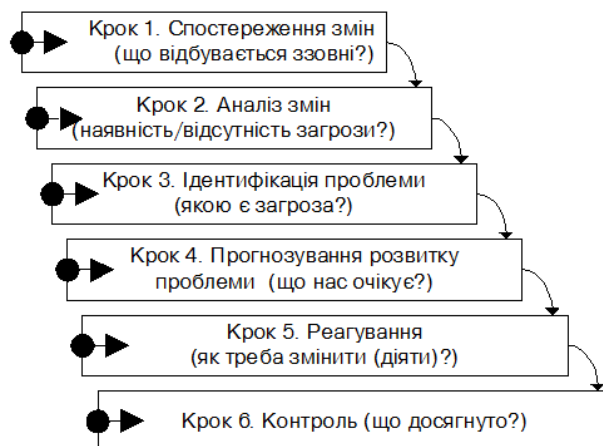 Крок 1. Спостереження змін
(що відбувається ззовні?)
Крок 2. Аналіз змін
(наявність/відсутність загрози?)
Крок 3. Ідентифікація проблеми
(якою є загроза?)
Крок 4. Прогнозування розвитку
проблеми (що нас очікує?)
Крок 5. Реагування
(як треба змінити (діяти)?)
Крок 6. Контроль (що досягнуто?)